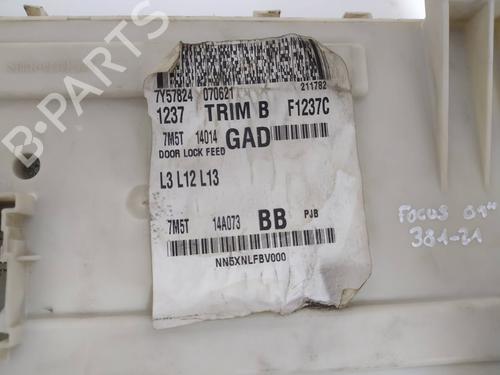 7Y57824 070621 211782
1237 TRIM B F1237C
7M5T 14014 GAD
DOOR LOCK FEED
L3 L12 L13
7M5T 14A073 BB PJB
NN5XNLFBV000
FOCUS 01"
381-21
B-PARTS